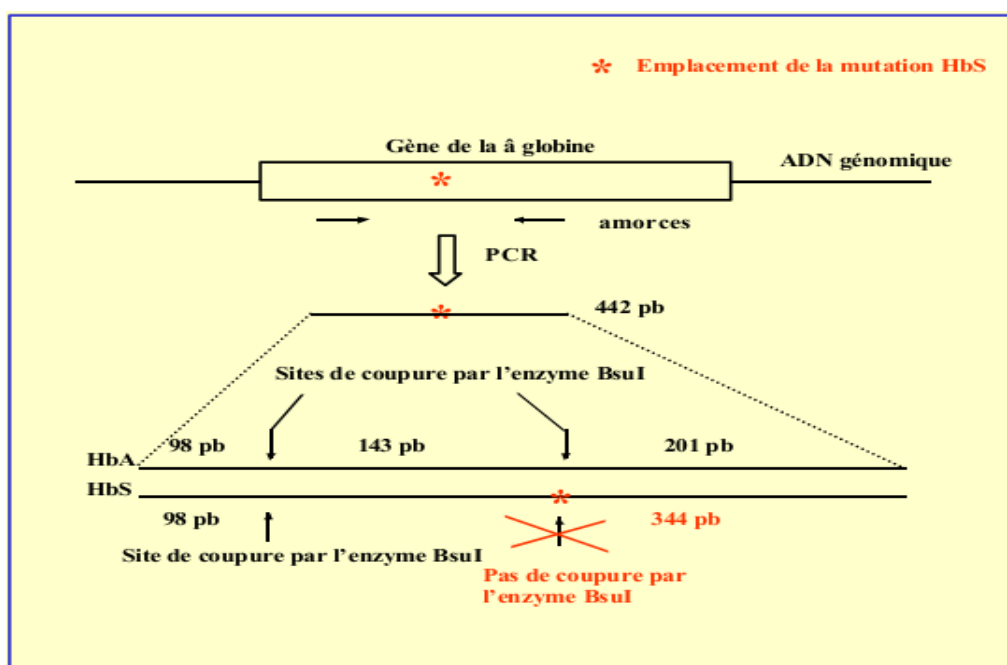 * Emplacement de la mutation HbS
Gène de la â globine
ADN génomique
*
amorces
PCR
*
442 pb
Sites de coupure par l'enzyme BsuI
98 pb 143 pb 201 pb
HbA
HbS
*
98 pb 344 pb
Site de coupure par l'enzyme BsuI
Pas de coupure par
l'enzyme BsuI